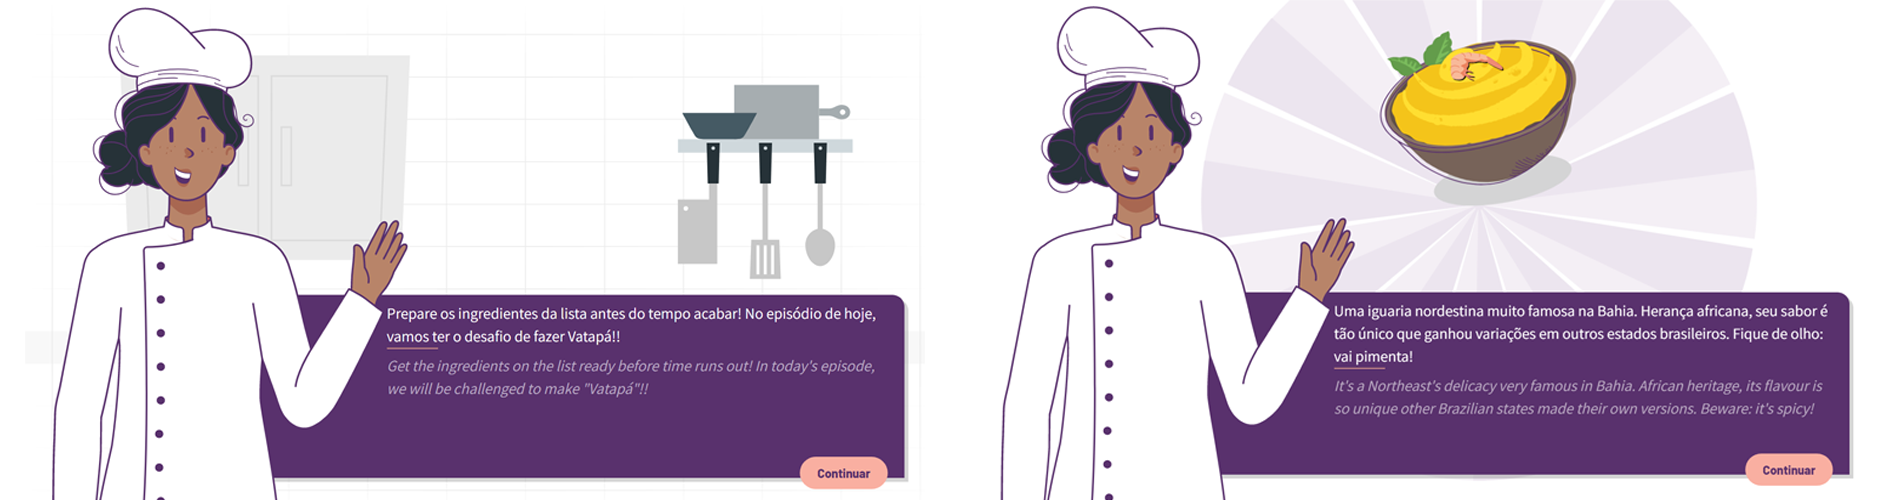 Prepare os ingredientes da lista antes do tempo acabar! No episódio de hoje,
vamos ter o desafio de fazer Vatapá!!
Get the ingredients on the list ready before time runs out! In today's episode,
we will be challenged to make "Vatapá"!!
Continuar
Uma iguaria nordestina muito famosa na Bahia. Herança africana, seu sabor é
tão único que ganhou variações em outros estados brasileiros. Fique de olho:
vai pimenta!
It's a Northeast's delicacy very famous in Bahia. African heritage, its flavour is
so unique other Brazilian states made their own versions. Beware: it's spicy!
Continuar